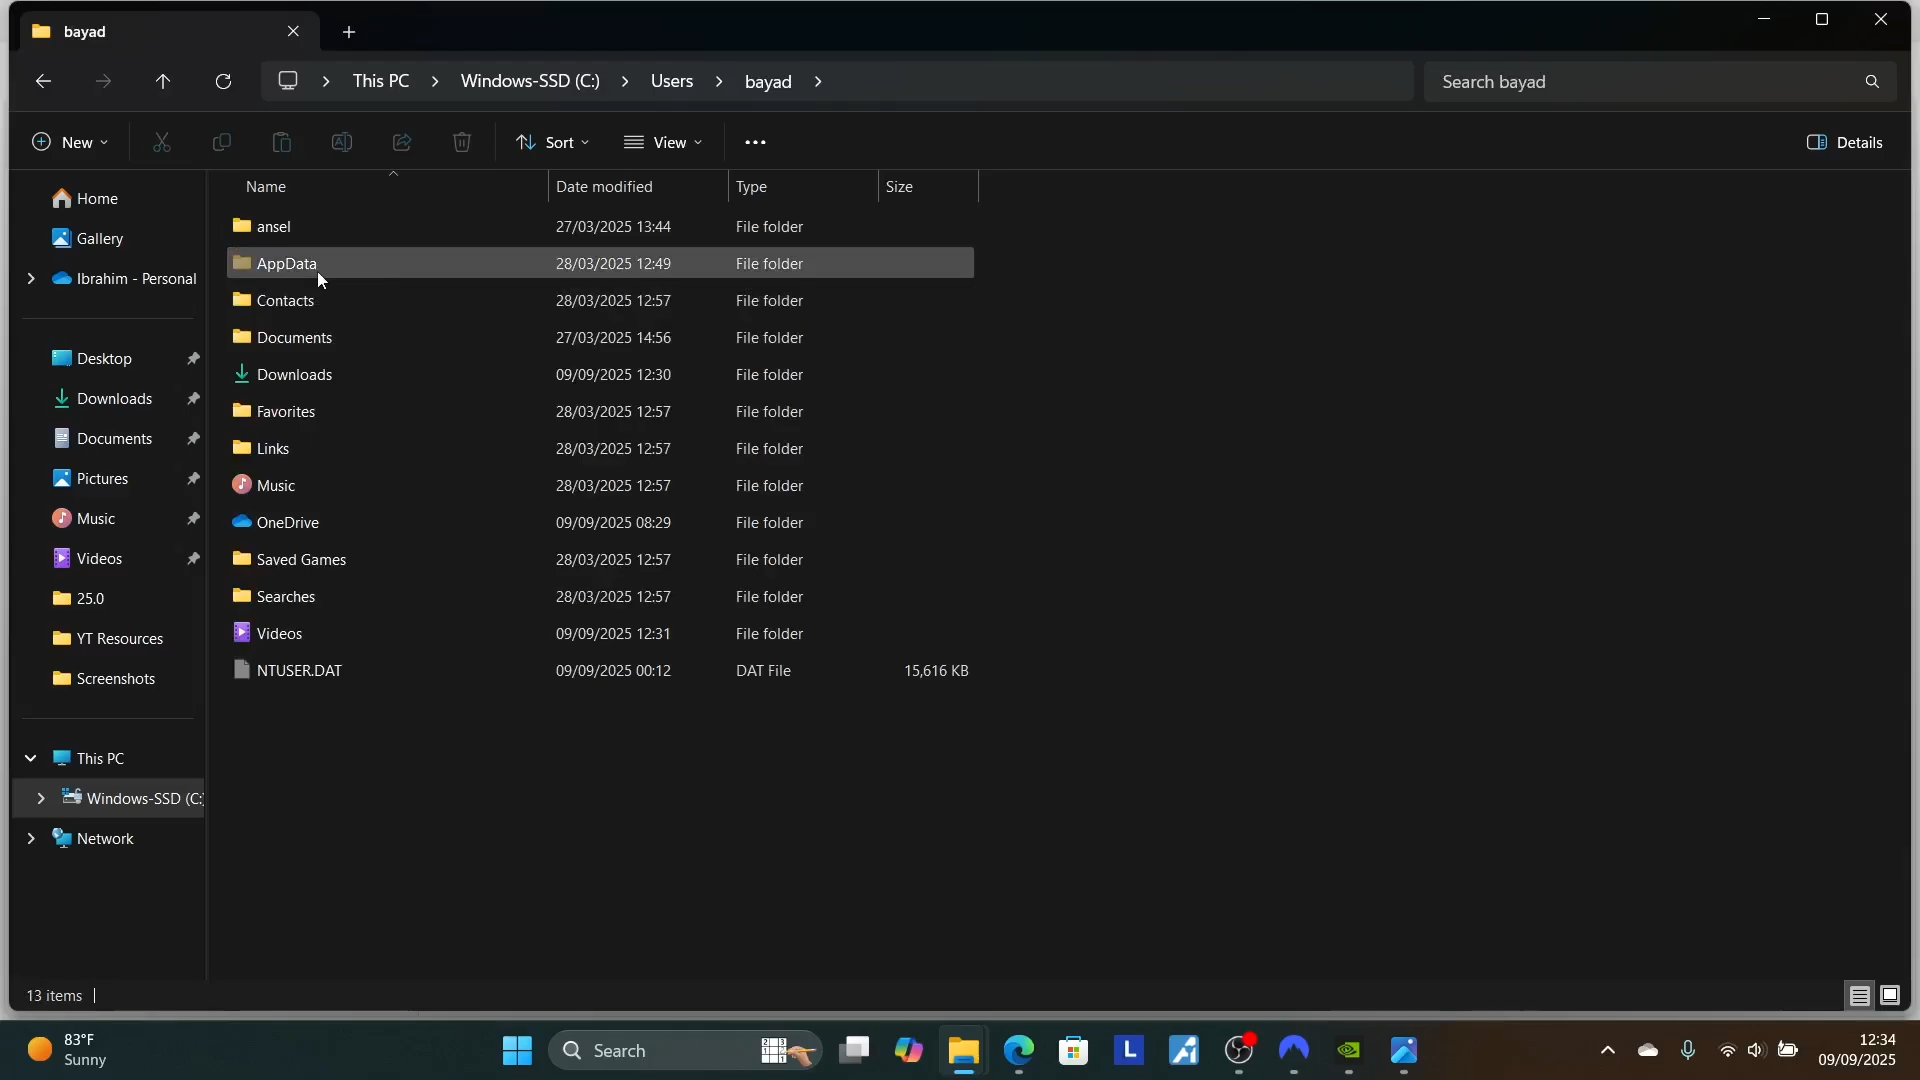 bayad
This PC Windows-SSD (C:) Users bayad
Search bayad
New Sort View Details
Name Date modified Type Size
Home
Gallery
Ibrahim - Personal
Desktop
Downloads
Documents
Pictures
Music
Videos
25.0
YT Resources
Screenshots
This PC
Windows-SSD (C:)
Network
ansel 27/03/2025 13:44 File folder
AppData 28/03/2025 12:49 File folder
Contacts 28/03/2025 12:57 File folder
Documents 27/03/2025 14:56 File folder
Downloads 09/09/2025 12:30 File folder
Favorites 28/03/2025 12:57 File folder
Links 28/03/2025 12:57 File folder
Music 28/03/2025 12:57 File folder
OneDrive 09/09/2025 08:29 File folder
Saved Games 28/03/2025 12:57 File folder
Searches 28/03/2025 12:57 File folder
Videos 09/09/2025 12:31 File folder
NTUSER.DAT 09/09/2025 00:12 DAT File 15,616 KB
13 items
83°F
Sunny
Search
L
12:34
09/09/2025